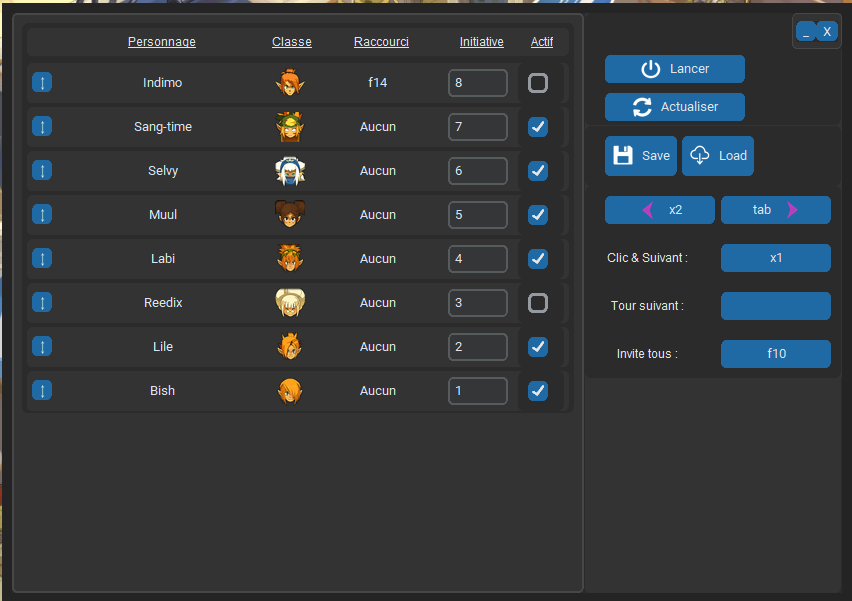 Personnage Classe Raccourci Initiative Actif
Indimo f14 8
Sang-time Aucun 7
Selvy Aucun 6
Muul Aucun 5
Labi Aucun 4
Reedix Aucun 3
Lile Aucun 2
Bish Aucun 1
_ X
Lancer
Actualiser
Save Load
x2 tab
Clic & Suivant : x1
Tour suivant :
Invite tous : f10